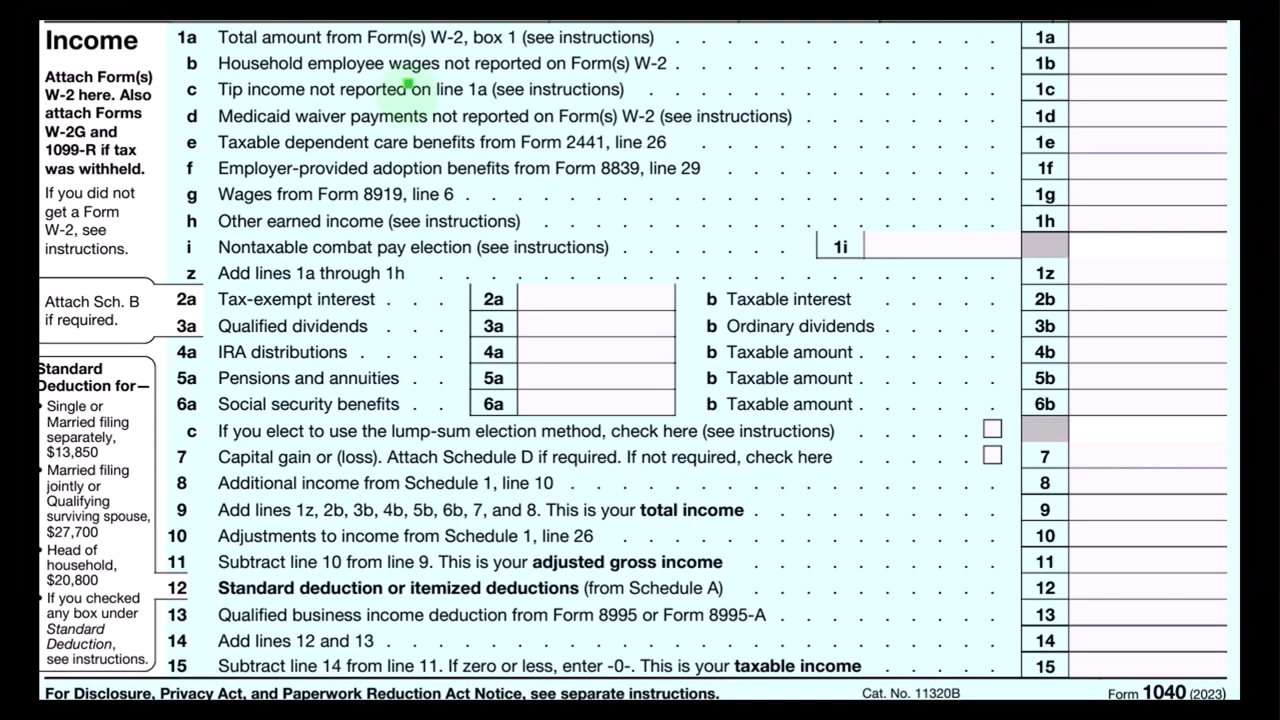 Income
Attach Form(s)
W-2 here. Also
attach Forms
W-2G and
1099-R if tax
was withheld.
If you did not
get a Form
W-2, see
instructions.
1a Total amount from Form(s) W-2, box 1 (see instructions) . . . . . . . . . . . . . 1a
b Household employee wages not reported on Form(s) W-2 . . . . . . . . . . . . . 1b
c Tip income not reported on line 1a (see instructions) . . . . . . . . . . . . . . 1c
d Medicaid waiver payments not reported on Form(s) W-2 (see instructions) . . . . . . . . 1d
e Taxable dependent care benefits from Form 2441, line 26 . . . . . . . . . . . . 1e
f Employer-provided adoption benefits from Form 8839, line 29 . . . . . . . . . . . 1f
g Wages from Form 8919, line 6 . . . . . . . . . . . . . . . . . . . . . 1g
h Other earned income (see instructions) . . . . . . . . . . . . . . . . . . 1h
i Nontaxable combat pay election (see instructions) . . . . . . . 1i
z Add lines 1a through 1h . . . . . . . . . . . . . . . . . . . . . . 1z
Attach Sch. B
if required.
2a Tax-exempt interest . . . 2a b Taxable interest . . . . . 2b
3a Qualified dividends . . . 3a b Ordinary dividends . . . . . 3b
4a IRA distributions . . . . 4a b Taxable amount . . . . . . 4b
5a Pensions and annuities . . 5a b Taxable amount . . . . . . 5b
6a Social security benefits . . 6a b Taxable amount . . . . . . 6b
c If you elect to use the lump-sum election method, check here (see instructions) . . . . .
7 Capital gain or (loss). Attach Schedule D if required. If not required, check here . . . . . 7
8 Additional income from Schedule 1, line 10 . . . . . . . . . . . . . . . . . 8
9 Add lines 1z, 2b, 3b, 4b, 5b, 6b, 7, and 8. This is your total income . . . . . . . . . . 9
10 Adjustments to income from Schedule 1, line 26 . . . . . . . . . . . . . . . 10
11 Subtract line 10 from line 9. This is your adjusted gross income . . . . . . . . . . 11
12 Standard deduction or itemized deductions (from Schedule A) . . . . . . . . . . 12
13 Qualified business income deduction from Form 8995 or Form 8995-A . . . . . . . . . 13
14 Add lines 12 and 13 . . . . . . . . . . . . . . . . . . . . . . . . 14
15 Subtract line 14 from line 11. If zero or less, enter -0-. This is your taxable income . . . . . 15
Standard
Deduction for—
• Single or
Married filing
separately,
$13,850
• Married filing
jointly or
Qualifying
surviving spouse,
$27,700
• Head of
household,
$20,800
• If you checked
any box under
Standard
Deduction,
see instructions.
For Disclosure, Privacy Act, and Paperwork Reduction Act Notice, see separate instructions. Cat. No. 11320B Form 1040 (2023)